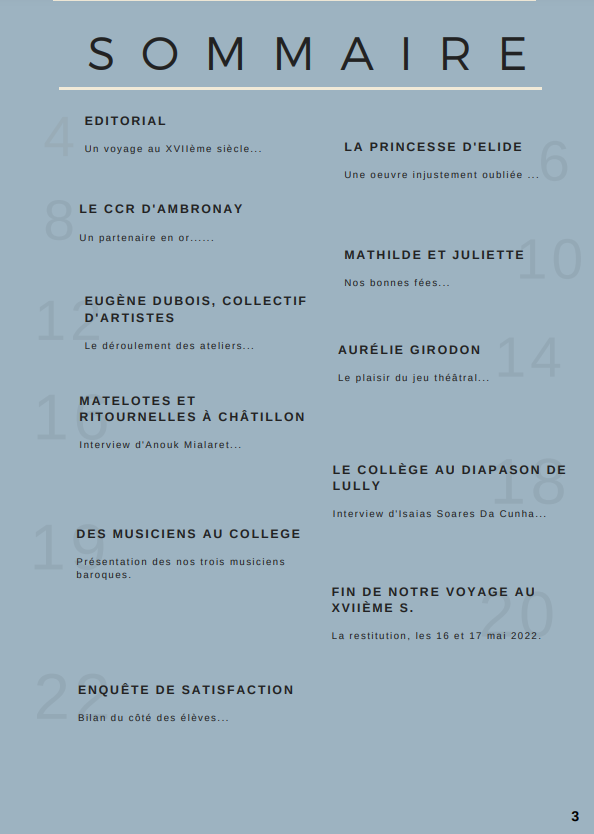 SOMMAIRE
4
EDITORIAL
Un voyage au XVIIème siècle...
6
LA PRINCESSE D'ELIDE
Une oeuvre injustement oubliée ...
8
LE CCR D'AMBRONAY
Un partenaire en or......
10
MATHILDE ET JULIETTE
Nos bonnes fées...
12
EUGÈNE DUBOIS, COLLECTIF
D'ARTISTES
Le déroulement des ateliers...
14
AURÉLIE GIRODON
Le plaisir du jeu théâtral...
16
MATELOTES ET
RITOURNELLES À CHÂTILLON
Interview d'Anouk Mialaret...
18
LE COLLÈGE AU DIAPASON DE
LULLY
Interview d'Isaias Soares Da Cunha...
19
DES MUSICIENS AU COLLEGE
Présentation des nos trois musiciens
baroques.
20
FIN DE NOTRE VOYAGE AU
XVIIÈME S.
La restitution, les 16 et 17 mai 2022.
22
ENQUÊTE DE SATISFACTION
Bilan du côté des élèves...
3